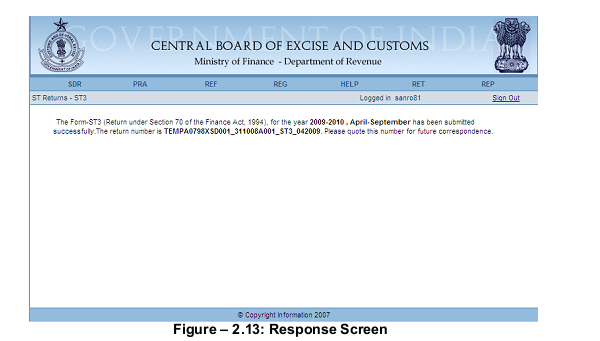 GOVERNMENT OF INDIA
CENTRAL BOARD OF EXCISE AND CUSTOMS
Ministry of Finance - Department of Revenue
SDR PRA REF REG HELP RET REP
ST Returns - ST3 Logged in sanro81 Sign Out
The Form-ST3 (Return under Section 70 of the Finance Act, 1994), for the year 2009-2010 , April-September has been submitted
successfully.The return number is TEMPA0798XSD001_311008A001_ST3_042009. Please quote this number for future correspondence.
© Copyright Information 2007
Figure – 2.13: Response Screen